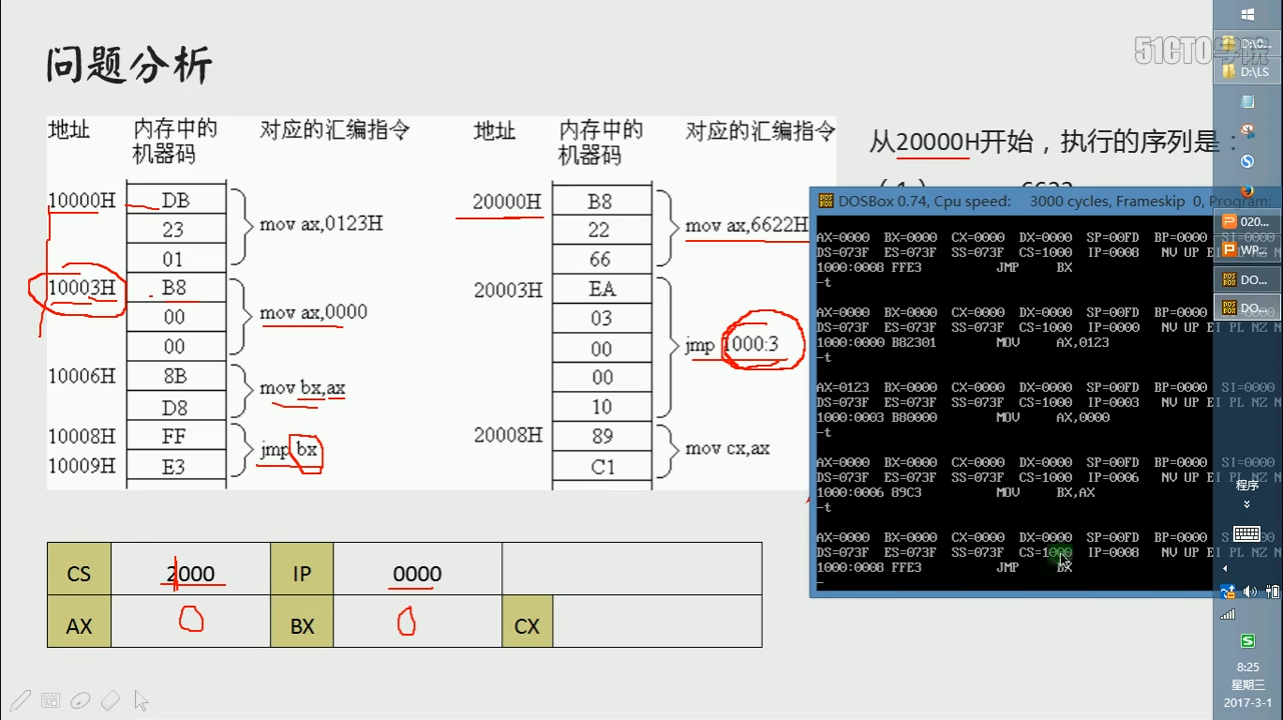 问题分析
51CTO学院
地址 内存中的机器码 对应的汇编指令 地址 内存中的机器码 对应的汇编指令
10000H DB mov ax,0123H 20000H B8 mov ax,6622H
23 22
01 66
10003H B8 mov ax,0000 20003H EA jmp 1000:3
00 03
00 00
10006H 8B mov bx,ax 00
D8 10
10008H FF jmp bx 20008H 89 mov cx,ax
10009H E3 C1
从20000H开始，执行的序列是：
CS 2000 IP 0000
AX 0 BX 0 CX
DOSBox 0.74, Cpu speed: 3000 cycles, Frameskip 0, Program:
AX=0000 BX=0000 CX=0000 DX=0000 SP=00FD BP=0000 SI=0000
DS=073F ES=073F SS=073F CS=1000 IP=0008 NV UP EI PL NZ N
1000:0008 FFE3 JMP BX
-t
AX=0000 BX=0000 CX=0000 DX=0000 SP=00FD BP=0000 SI=0000
DS=073F ES=073F SS=073F CS=1000 IP=0000 NV UP EI PL NZ N
1000:0000 B82301 MOV AX,0123
-t
AX=0123 BX=0000 CX=0000 DX=0000 SP=00FD BP=0000 SI=0000
DS=073F ES=073F SS=073F CS=1000 IP=0003 NV UP EI PL NZ N
1000:0003 B80000 MOV AX,0000
-t
AX=0000 BX=0000 CX=0000 DX=0000 SP=00FD BP=0000 SI=0000
DS=073F ES=073F SS=073F CS=1000 IP=0006 NV UP EI PL NZ N
1000:0006 89C3 MOV BX,AX
-t
AX=0000 BX=0000 CX=0000 DX=0000 SP=00FD BP=0000
DS=073F ES=073F SS=073F CS=1000 IP=0008 NV UP EI PL NZ N
1000:0008 FFE3 JMP BX
-
D:\0...
D:\LS
020...
WP...
DO...
DO...
程序
8:25
星期三
2017-3-1